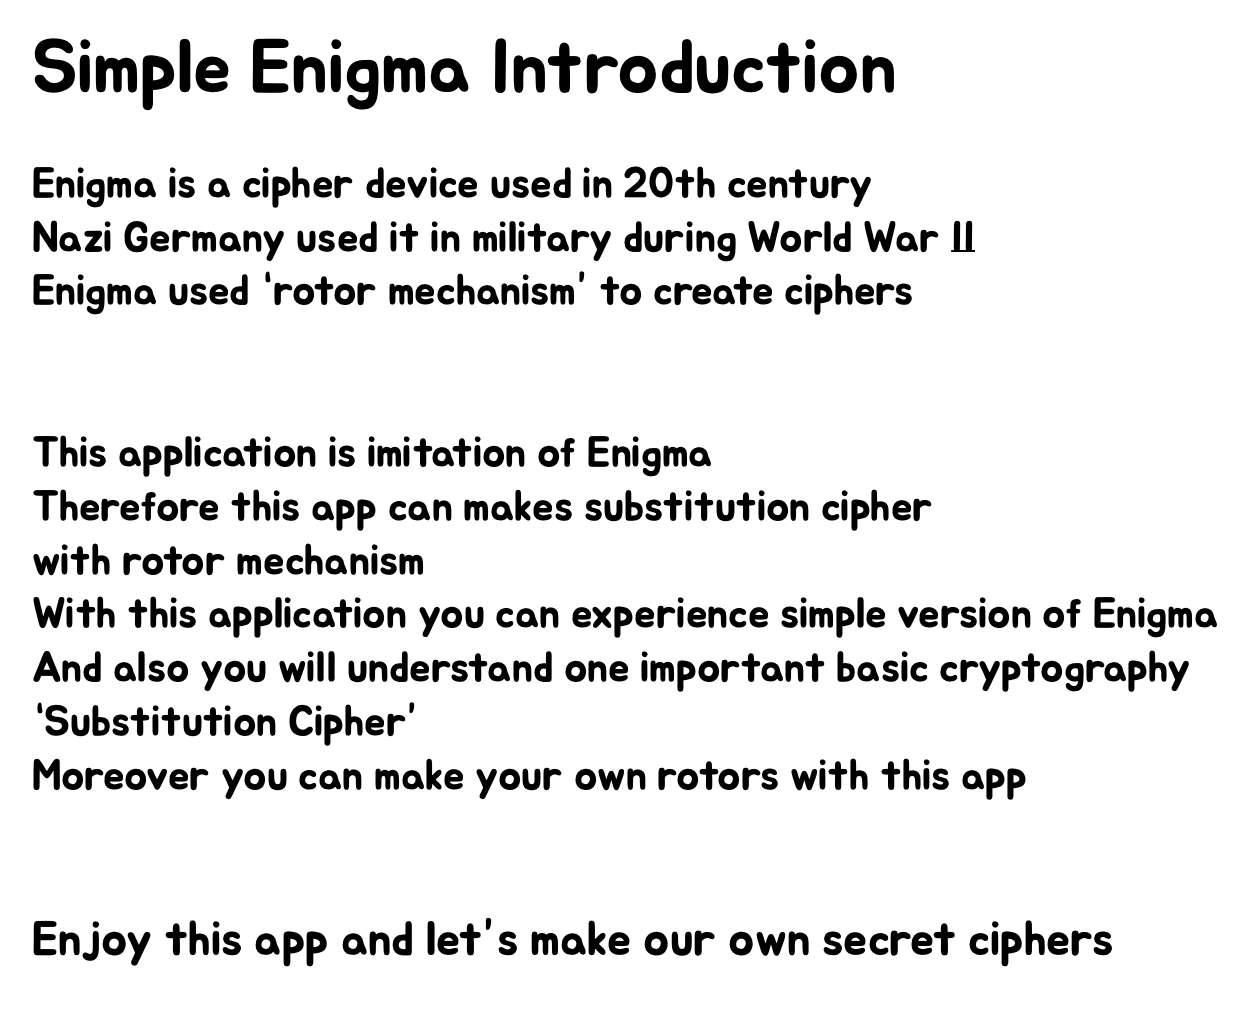 Simple Enigma Introduction
Enigma is a cipher device used in 20th century
Nazi Germany used it in military during World War Ⅱ
Enigma used ‘rotor mechanism’ to create ciphers
This application is imitation of Enigma
Therefore this app can makes substitution cipher
with rotor mechanism
With this application you can experience simple version of Enigma
And also you will understand one important basic cryptography
‘Substitution Cipher’
Moreover you can make your own rotors with this app
Enjoy this app and let's make our own secret ciphers